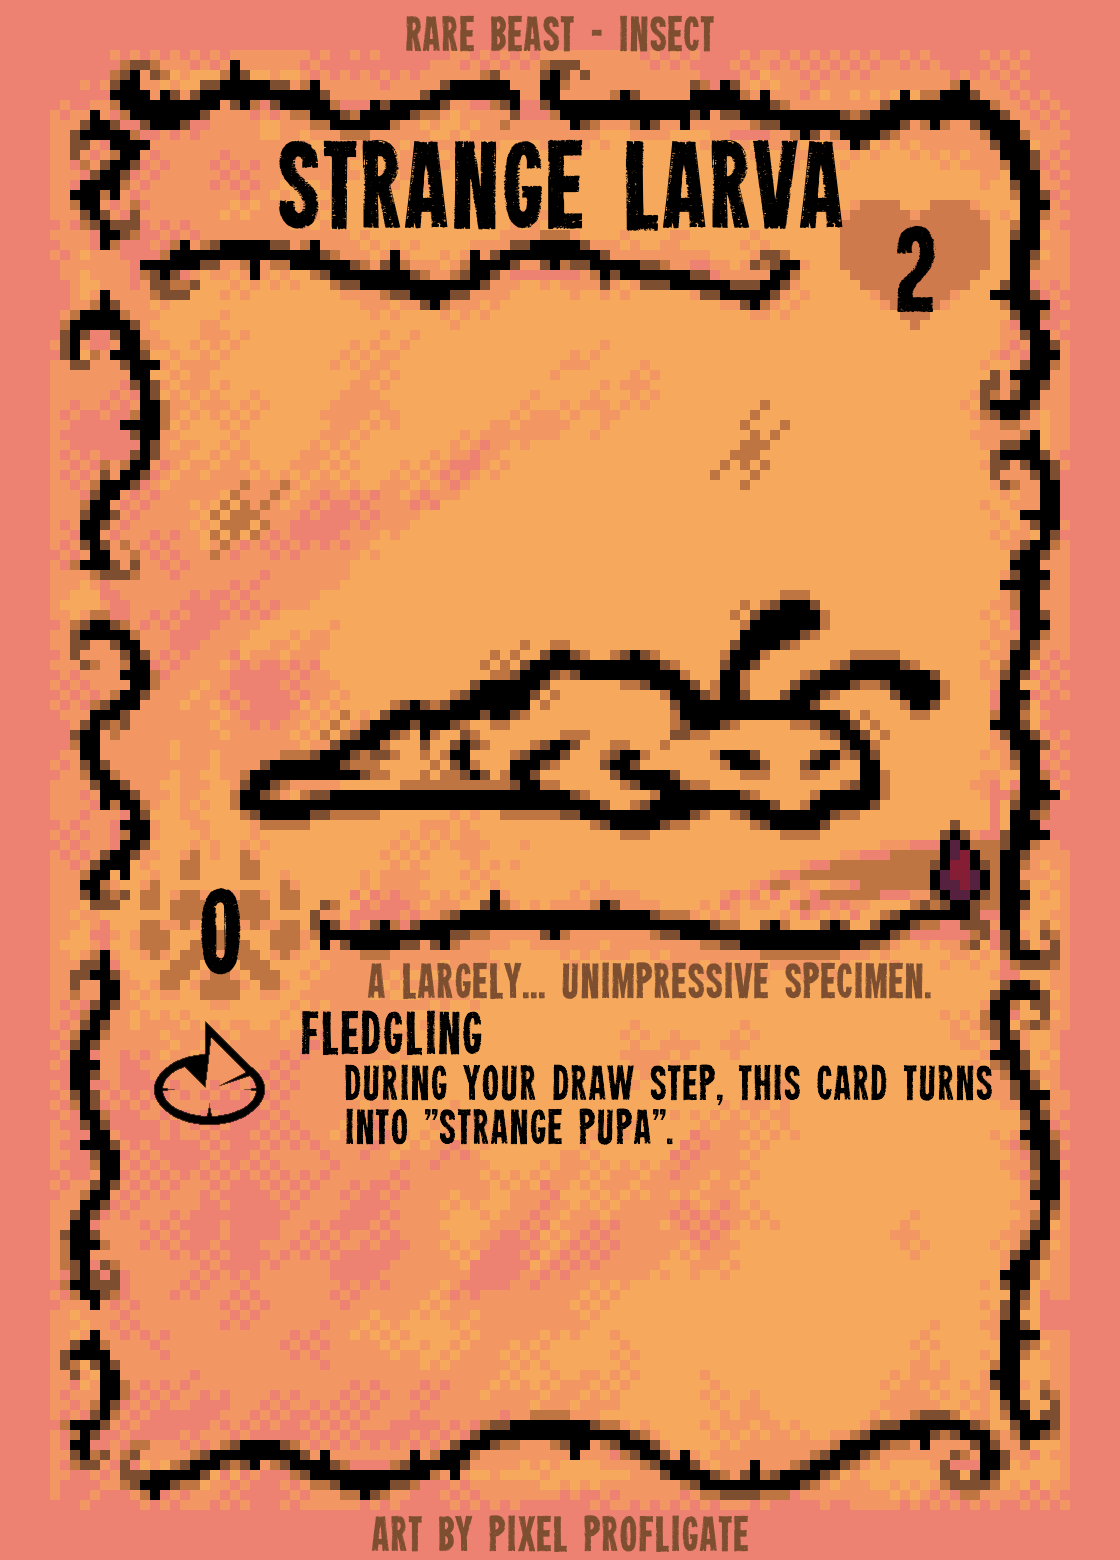 RARE BEAST - INSECT
STRANGE LARVA
2
0
A LARGELY... UNIMPRESSIVE SPECIMEN.
FLEDGLING
DURING YOUR DRAW STEP, THIS CARD TURNS
INTO "STRANGE PUPA".
ART BY PIXEL PROFLIGATE